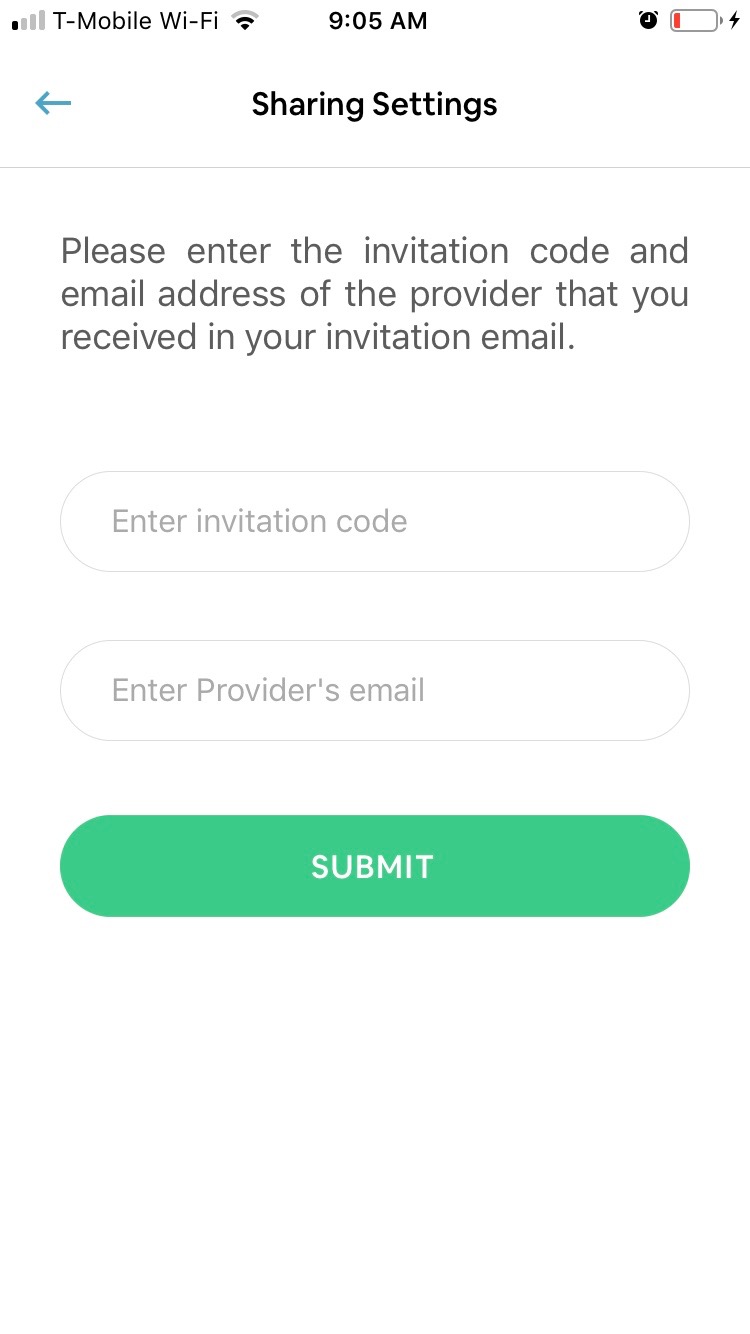 T-Mobile Wi-Fi 9:05 AM
Sharing Settings
Please enter the invitation code and
email address of the provider that you
received in your invitation email.
Enter invitation code
Enter Provider's email
SUBMIT